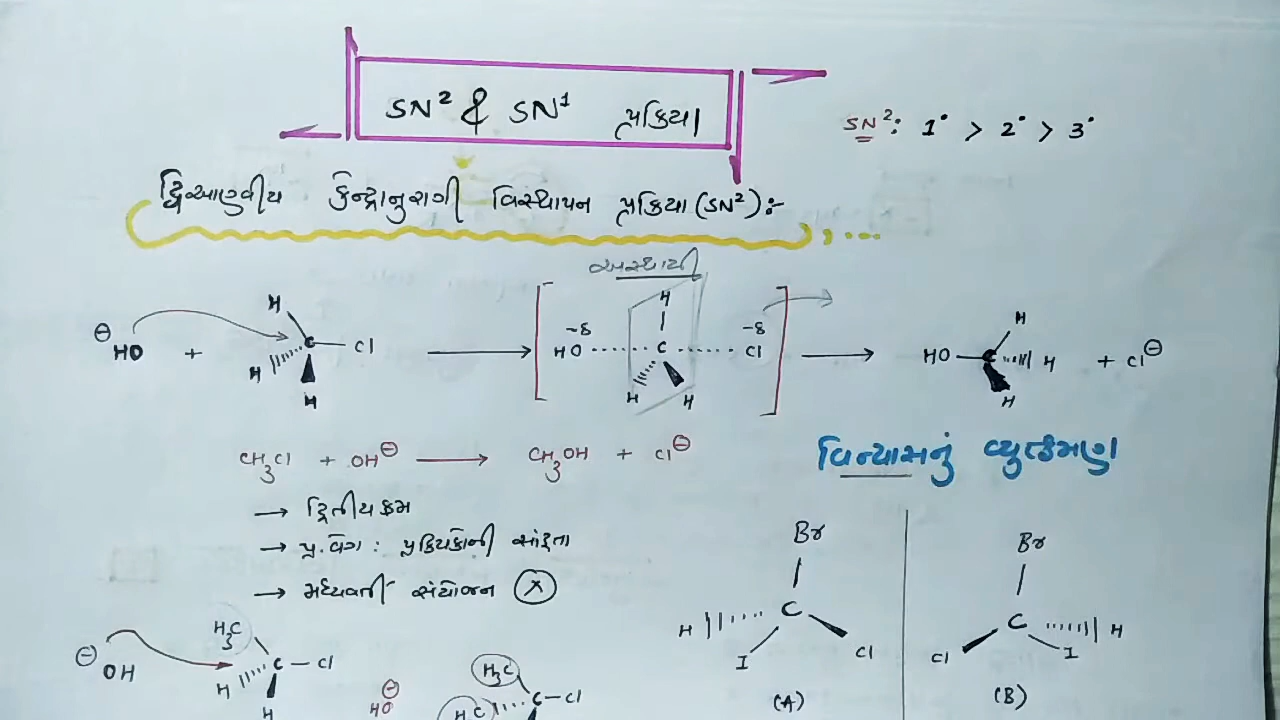 SN² & SN¹ પ્રક્રિયા
SN²: 1° > 2° > 3°
દ્વિઆણ્વીય કેન્દ્રાનુરાગી વિસ્થાપન પ્રક્રિયા (SN²):-
અસ્થાયી
⊖HO + H H H C Cl → [ -δ HO ...... C ...... Cl -δ H H H ] → HO C H H H + Cl⊖
CH₃Cl + OH⊖ → CH₃OH + Cl⊖
વિન્યાસનું વ્યુત્ક્રમણ
→ દ્વિતીય ક્રમ
→ પ્ર. વેગ : પ્રક્રિયકોની સાંદ્રતા
→ મધ્યવર્તી સંયોજન ⓧ
Br C H I Cl
(A)
Br C H I Cl
(B)
⊖OH H₃C C Cl H H
HO⊖
H₃C C Cl